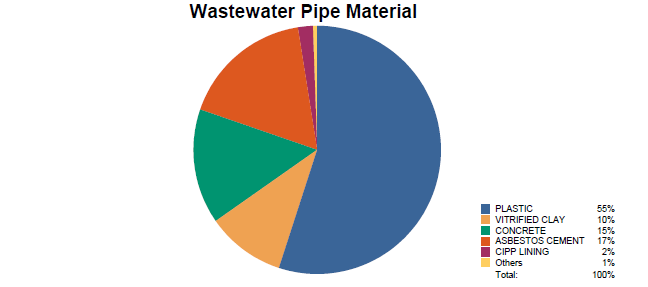 Wastewater Pipe Material
PLASTIC 55%
VITRIFIED CLAY 10%
CONCRETE 15%
ASBESTOS CEMENT 17%
CIPP LINING 2%
Others 1%
Total: 100%